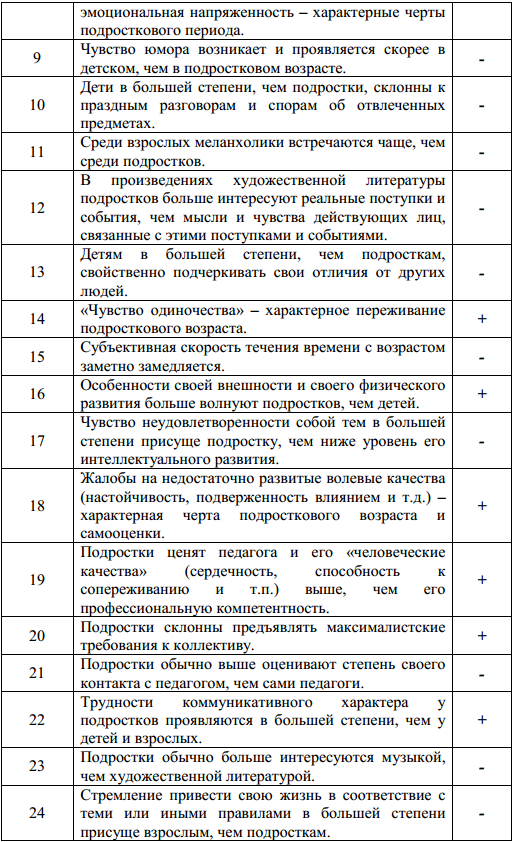 эмоциональная напряженность – характерные черты
подросткового периода.
9
Чувство юмора возникает и проявляется скорее в
детском, чем в подростковом возрасте.
-
10
Дети в большей степени, чем подростки, склонны к
праздным разговорам и спорам об отвлеченных
предметах.
-
11
Среди взрослых меланхолики встречаются чаще, чем
среди подростков.
-
12
В произведениях художественной литературы
подростков больше интересуют реальные поступки и
события, чем мысли и чувства действующих лиц,
связанные с этими поступками и событиями.
-
13
Детям в большей степени, чем подросткам,
свойственно подчеркивать свои отличия от других
людей.
-
14
«Чувство одиночества» – характерное переживание
подросткового возраста.
+
15
Субъективная скорость течения времени с возрастом
заметно замедляется.
-
16
Особенности своей внешности и своего физического
развития больше волнуют подростков, чем детей.
+
17
Чувство неудовлетворенности собой тем в большей
степени присуще подростку, чем ниже уровень его
интеллектуального развития.
-
18
Жалобы на недостаточно развитые волевые качества
(настойчивость, подверженность влиянием и т.д.) –
характерная черта подросткового возраста и
самооценки.
+
19
Подростки ценят педагога и его «человеческие
качества» (сердечность, способность к
сопереживанию и т.п.) выше, чем его
профессиональную компетентность.
+
20
Подростки склонны предъявлять максималистские
требования к коллективу.
+
21
Подростки обычно выше оценивают степень своего
контакта с педагогом, чем сами педагоги.
-
22
Трудности коммуникативного характера у
подростков проявляются в большей степени, чем у
детей и взрослых.
+
23
Подростки обычно больше интересуются музыкой,
чем художественной литературой.
-
24
Стремление привести свою жизнь в соответствие с
теми или иными правилами в большей степени
присуще взрослым, чем подросткам.
-